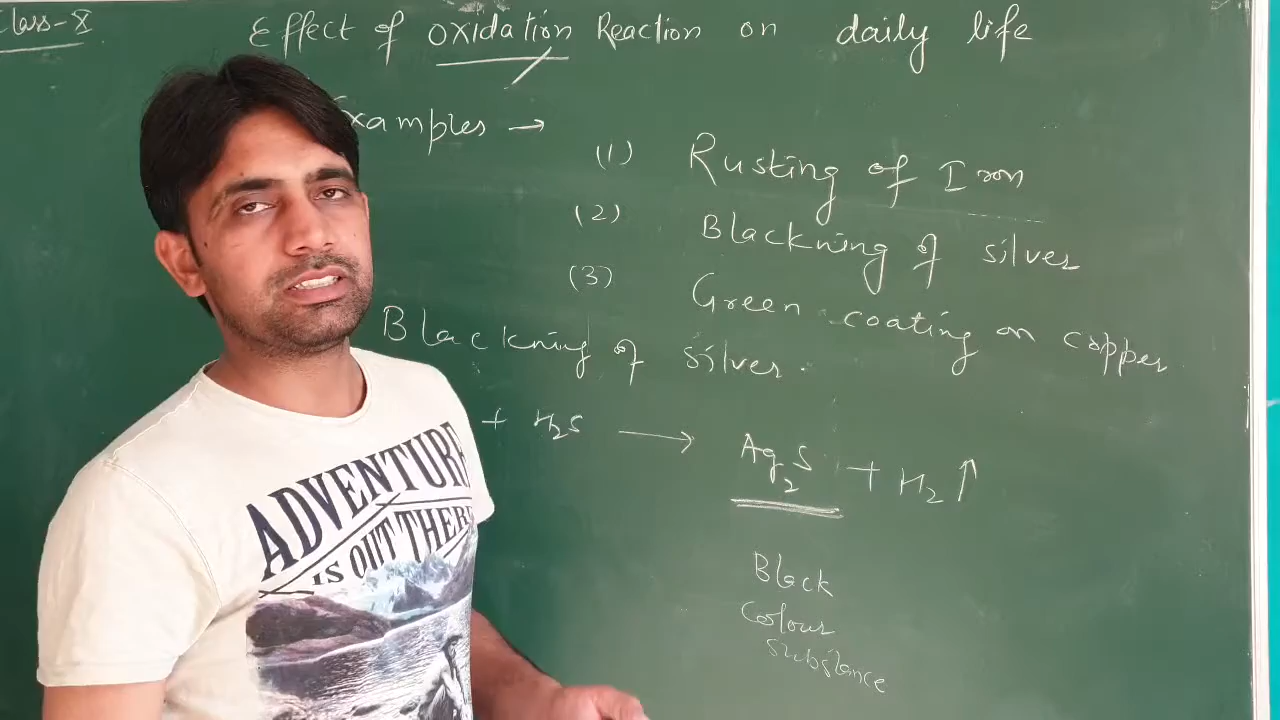 Class-X
Effect of oxidation Reaction on daily life
Examples →
(1) Rusting of Iron
(2) Blackning of silver
(3) Green coating on copper
Blackning of silver.
+ H2S → Ag2S + H2↑
Black
Colour
substance
ADVENTURE
IS OUT THERE